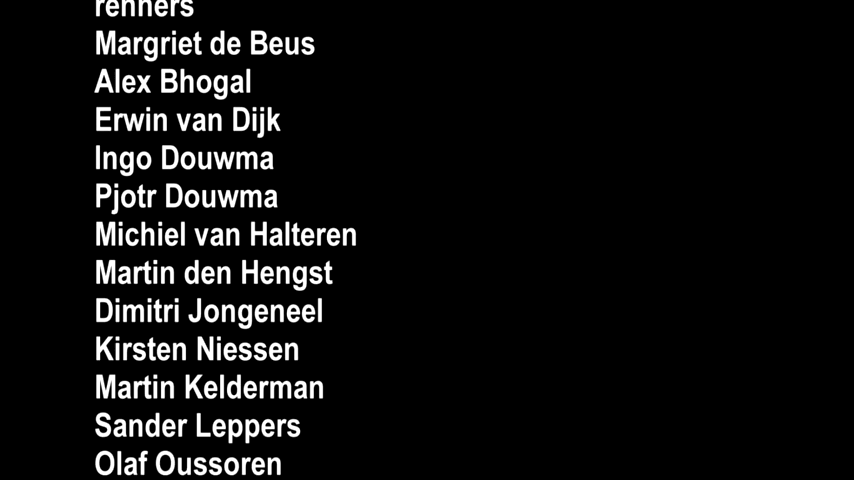 renners
Margriet de Beus
Alex Bhogal
Erwin van Dijk
Ingo Douwma
Pjotr Douwma
Michiel van Halteren
Martin den Hengst
Dimitri Jongeneel
Kirsten Niessen
Martin Kelderman
Sander Leppers
Olaf Oussoren